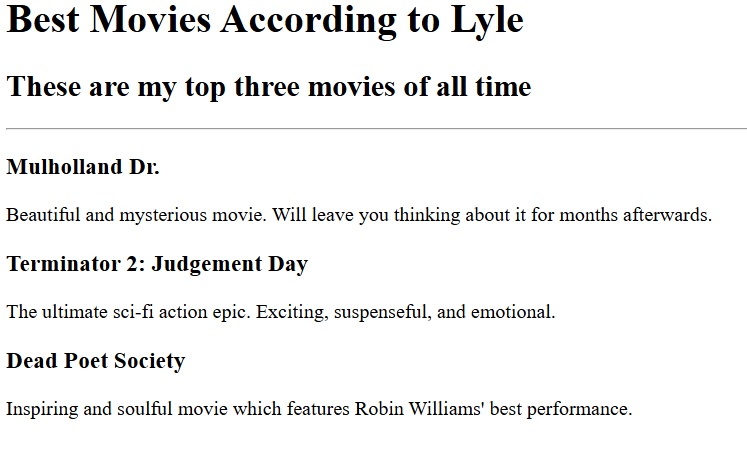 Best Movies According to Lyle
These are my top three movies of all time
Mulholland Dr.
Beautiful and mysterious movie. Will leave you thinking about it for months afterwards.
Terminator 2: Judgement Day
The ultimate sci-fi action epic. Exciting, suspenseful, and emotional.
Dead Poet Society
Inspiring and soulful movie which features Robin Williams' best performance.